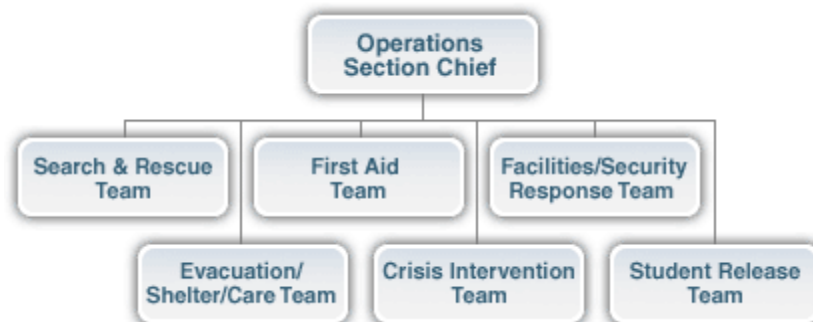 Operations
Section Chief
Search & Rescue
Team
First Aid
Team
Facilities/Security
Response Team
Evacuation/
Shelter/Care Team
Crisis Intervention
Team
Student Release
Team